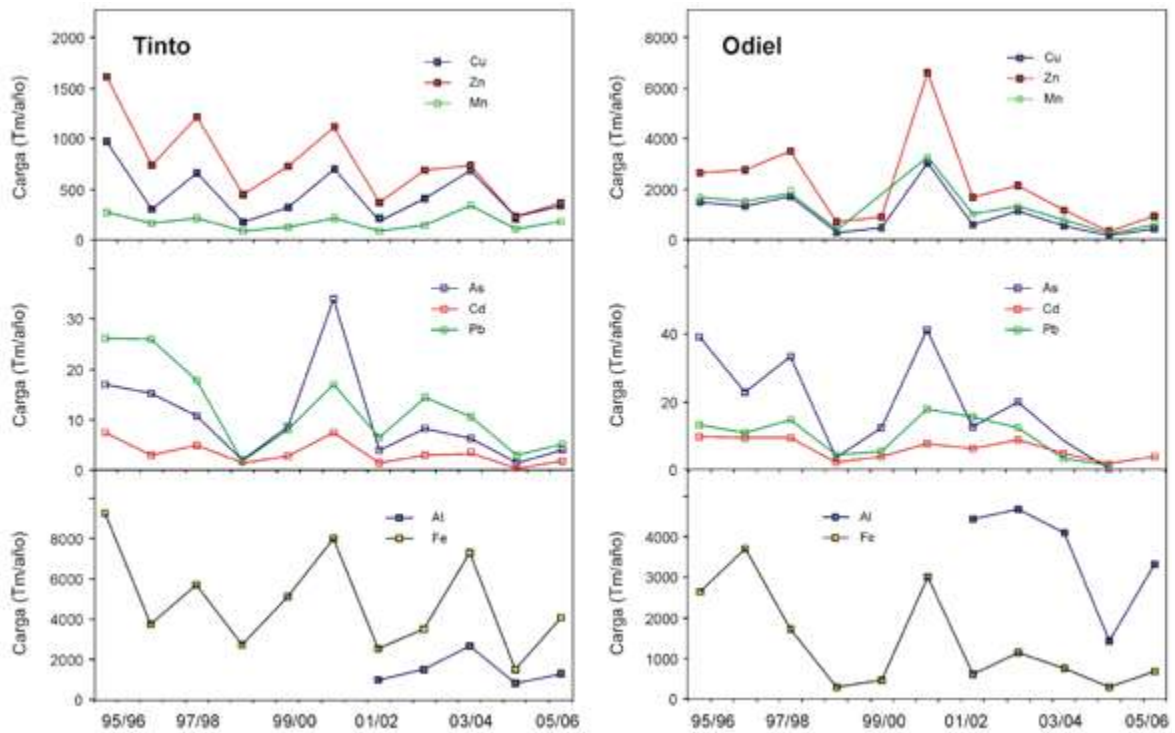 Tinto
Cu
Zn
Mn
Carga (Tm/año)
2000
1500
1000
500
0
As
Cd
Pb
Carga (Tm/año)
30
20
10
0
Al
Fe
Carga (Tm/año)
8000
6000
4000
2000
0
95/96 97/98 99/00 01/02 03/04 05/06
Odiel
Cu
Zn
Mn
Carga (Tm/año)
8000
6000
4000
2000
0
As
Cd
Pb
Carga (Tm/año)
40
20
0
Al
Fe
Carga (Tm/año)
4000
3000
2000
1000
0
95/96 97/98 99/00 01/02 03/04 05/06